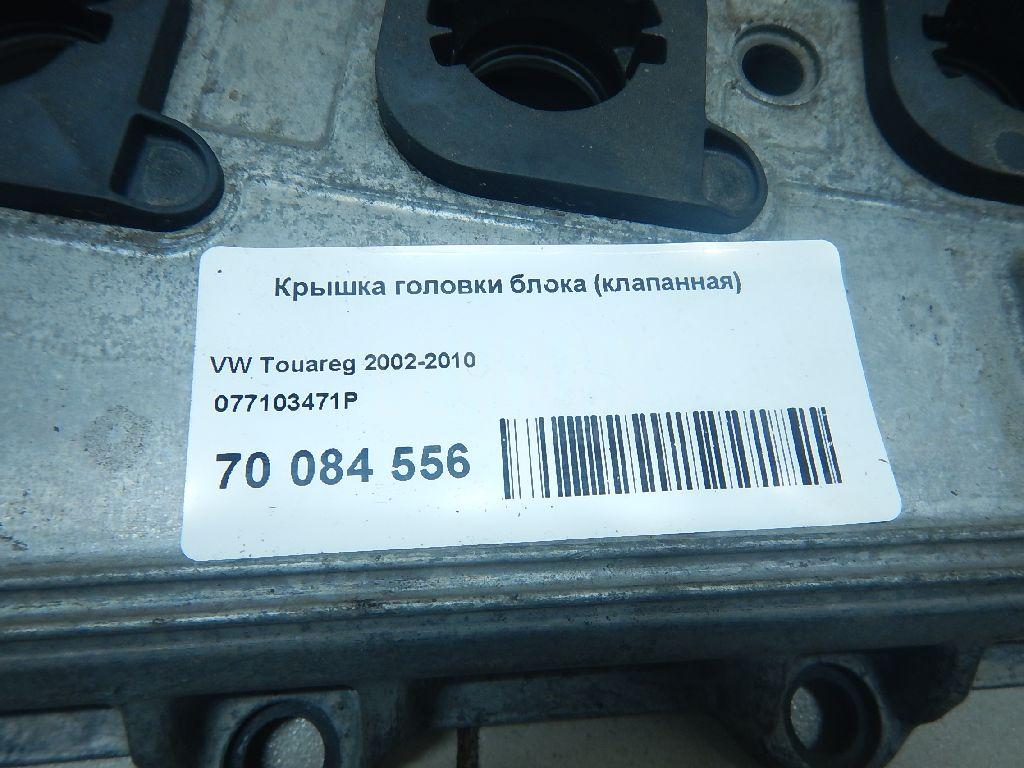 Крышка головки блока (клапанная)
VW Touareg 2002-2010
077103471P
70 084 556